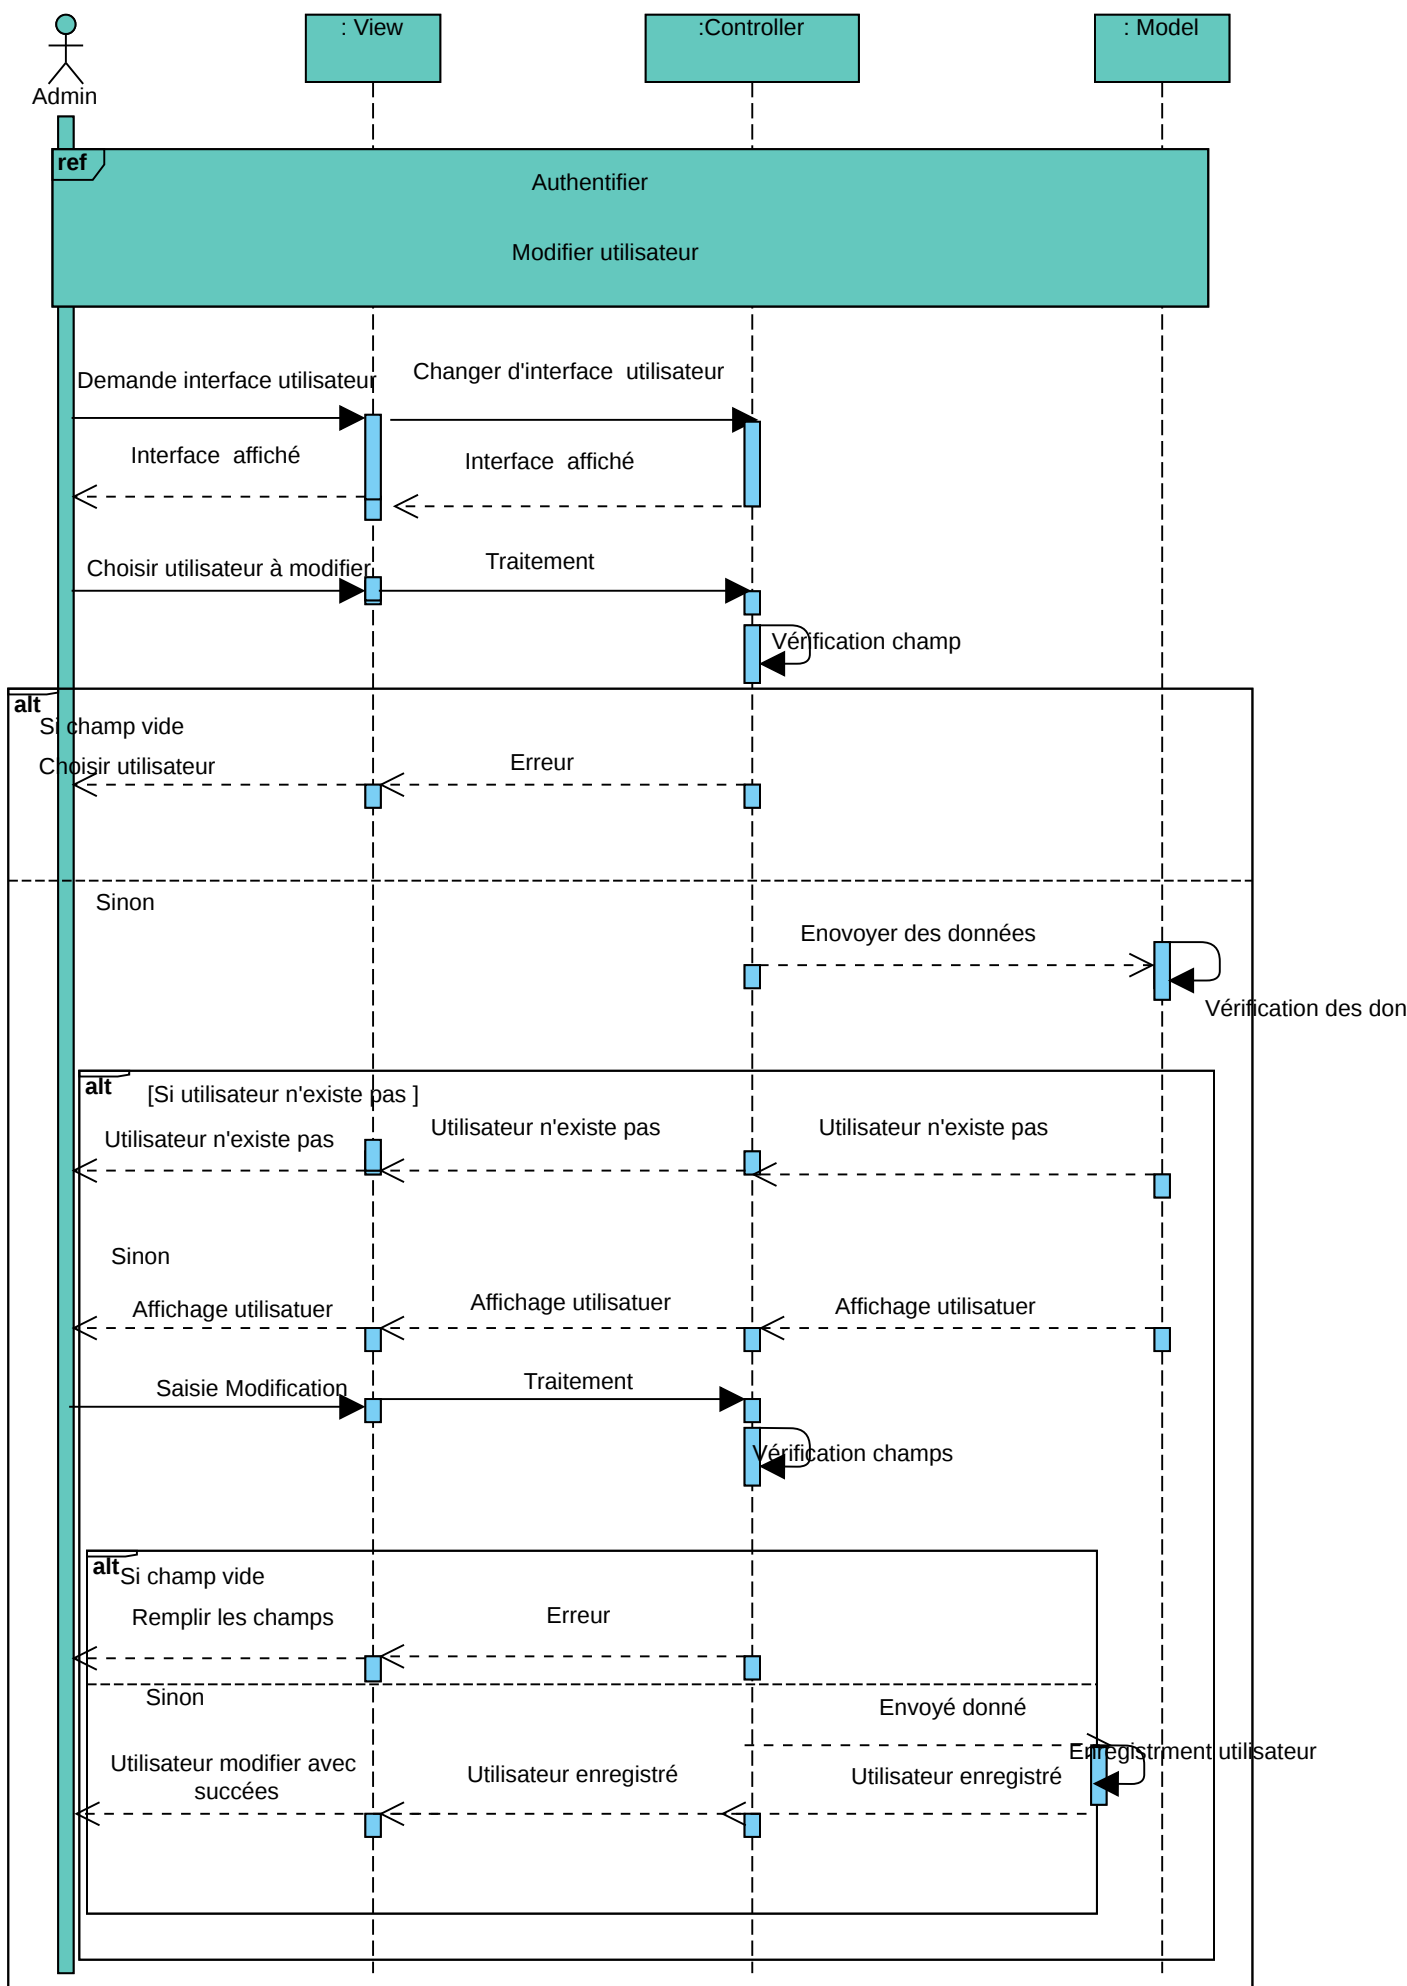 : View
:Controller
: Model
Admin
ref
Authentifier
Modifier utilisateur
Demande interface utilisateur
Changer d'interface  utilisateur
Interface  affiché
Interface  affiché
Choisir utilisateur à modifier
Traitement
Vérification champ
alt
Si champ vide
Choisir utilisateur
Erreur
Sinon
Enovoyer des données
Vérification des don
alt
[Si utilisateur n'existe pas ]
Utilisateur n'existe pas
Utilisateur n'existe pas
Utilisateur n'existe pas
Sinon
Affichage utilisatuer
Affichage utilisatuer
Affichage utilisatuer
Saisie Modification
Traitement
Vérification champs
alt
Si champ vide
Remplir les champs
Erreur
Sinon
Envoyé donné
Enregistrment utilisateur
Utilisateur modifier avec
succées
Utilisateur enregistré
Utilisateur enregistré